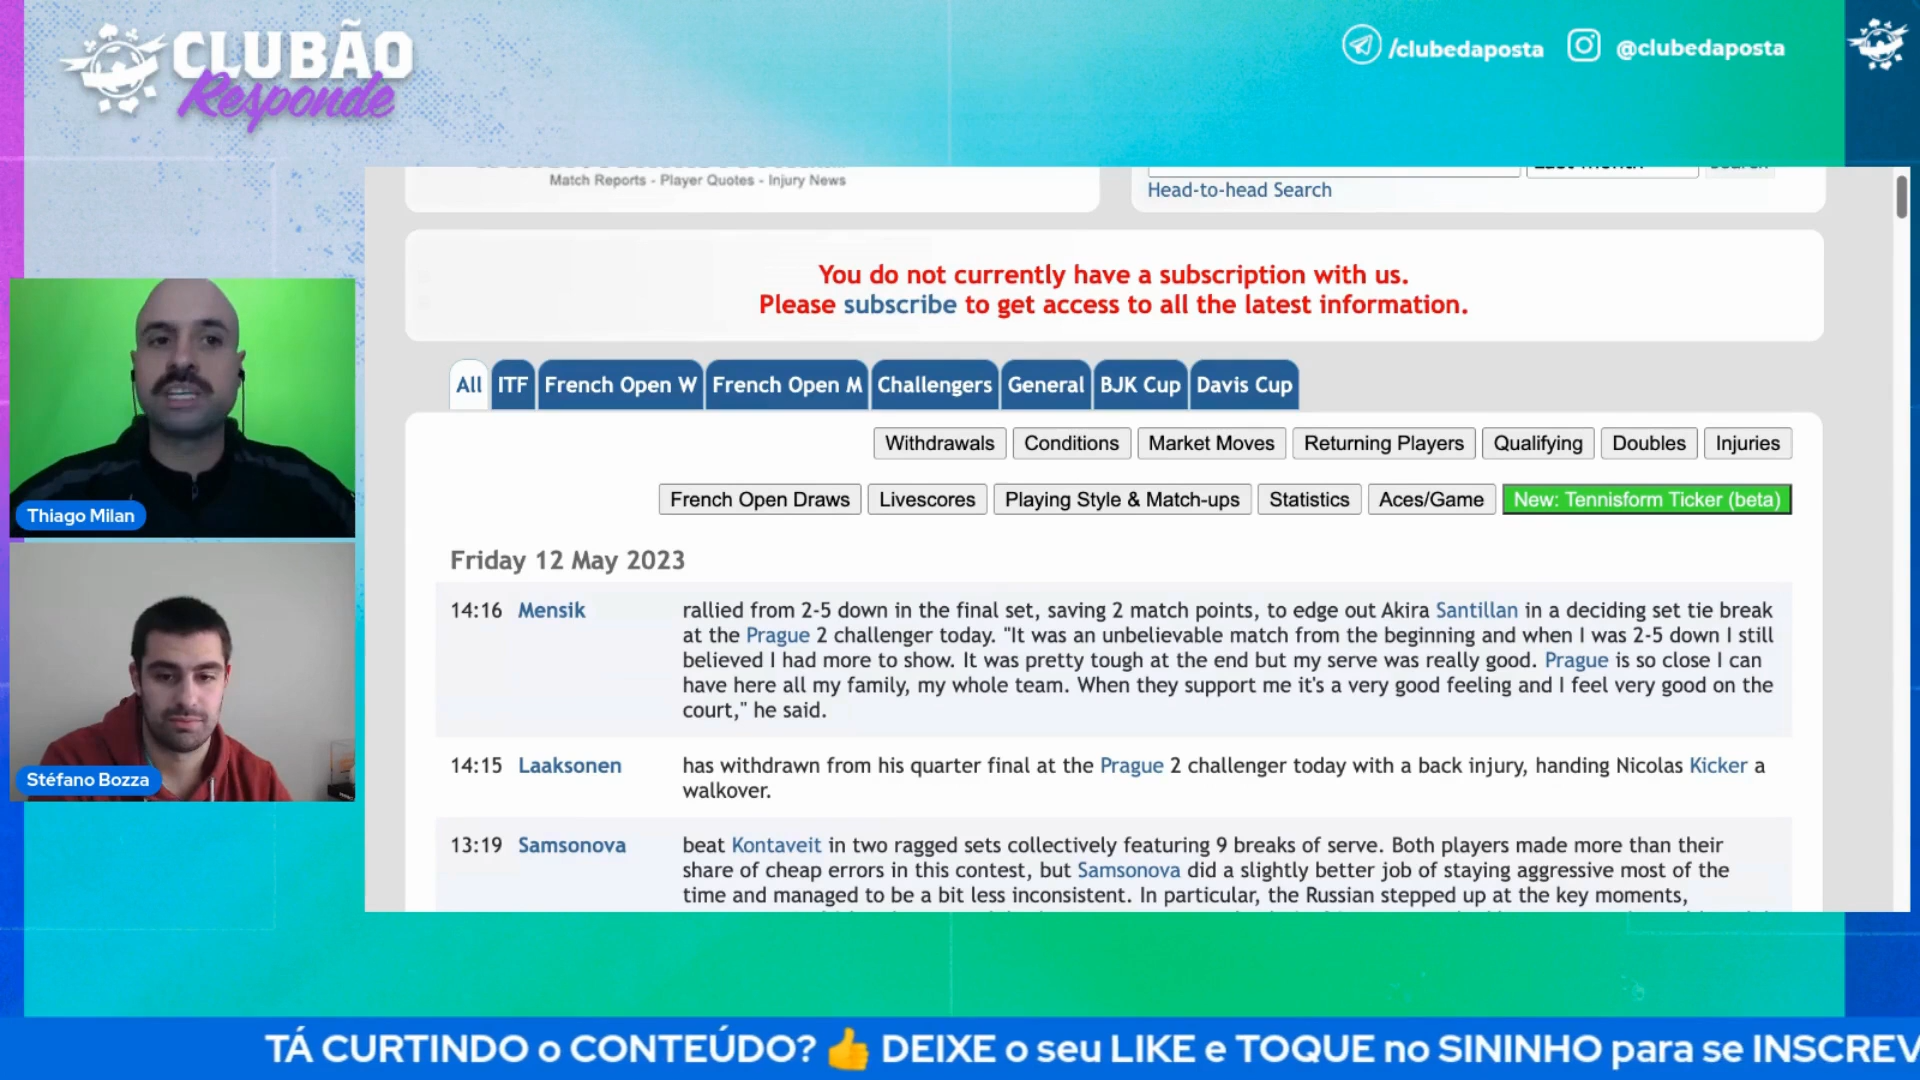 CLUBÃO
Responde
/clubedaposta
@clubedaposta
Match Reports - Player Quotes - Injury News
Head-to-head Search
You do not currently have a subscription with us.
Please subscribe to get access to all the latest information.
All ITF French Open W French Open M Challengers General BJK Cup Davis Cup
Withdrawals Conditions Market Moves Returning Players Qualifying Doubles Injuries
French Open Draws Livescores Playing Style & Match-ups Statistics Aces/Game New: Tennisform Ticker (beta)
Friday 12 May 2023
14:16 Mensik rallied from 2-5 down in the final set, saving 2 match points, to edge out Akira Santillan in a deciding set tie break
at the Prague 2 challenger today. "It was an unbelievable match from the beginning and when I was 2-5 down I still
believed I had more to show. It was pretty tough at the end but my serve was really good. Prague is so close I can
have here all my family, my whole team. When they support me it's a very good feeling and I feel very good on the
court," he said.
14:15 Laaksonen has withdrawn from his quarter final at the Prague 2 challenger today with a back injury, handing Nicolas Kicker a
walkover.
13:19 Samsonova beat Kontaveit in two ragged sets collectively featuring 9 breaks of serve. Both players made more than their
share of cheap errors in this contest, but Samsonova did a slightly better job of staying aggressive most of the
time and managed to be a bit less inconsistent. In particular, the Russian stepped up at the key moments,
Thiago Milan
Stéfano Bozza
TÁ CURTINDO o CONTEÚDO? 👍 DEIXE o seu LIKE e TOQUE no SININHO para se INSCREV